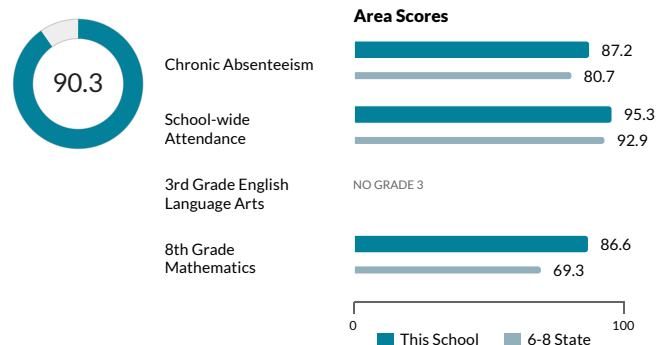 Area Scores
90.3
Chronic Absenteeism
87.2
80.7
School-wide
Attendance
95.3
92.9
3rd Grade English
Language Arts
NO GRADE 3
8th Grade
Mathematics
86.6
69.3
0
100
This School
6-8 State